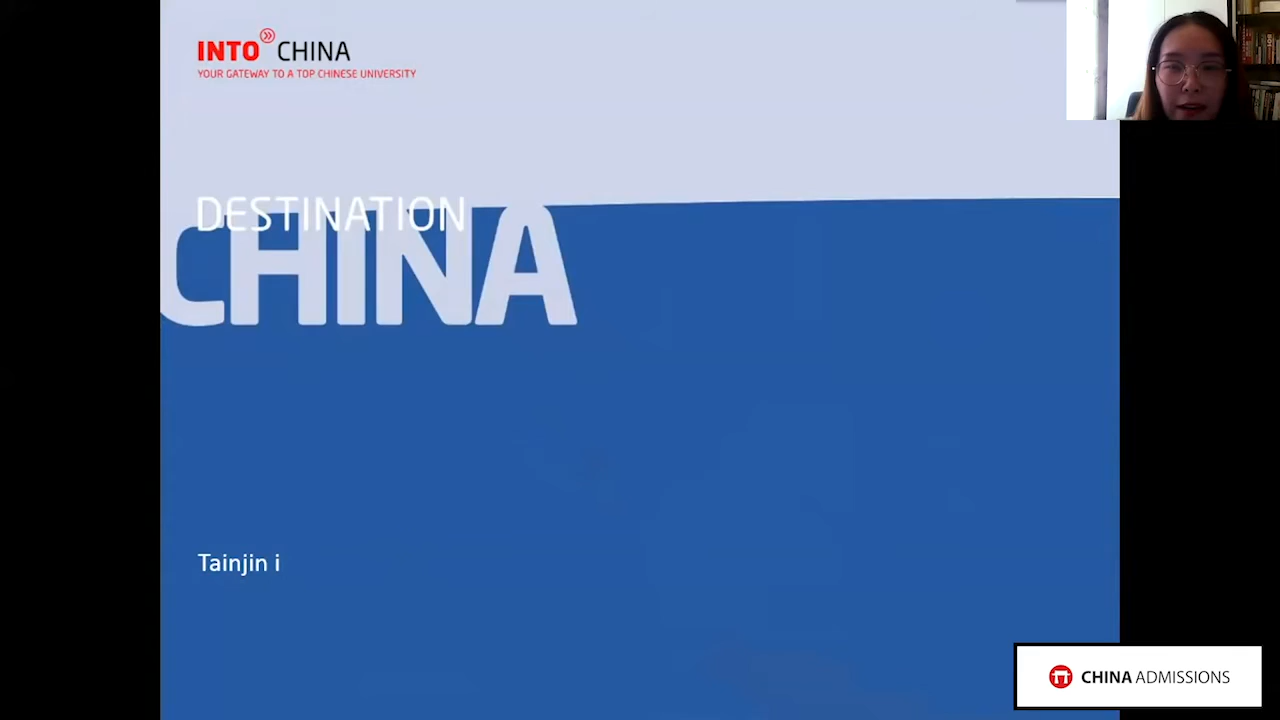 INTO CHINA
YOUR GATEWAY TO A TOP CHINESE UNIVERSITY
DESTINATION
CHINA
Tainjin i
CHINA ADMISSIONS